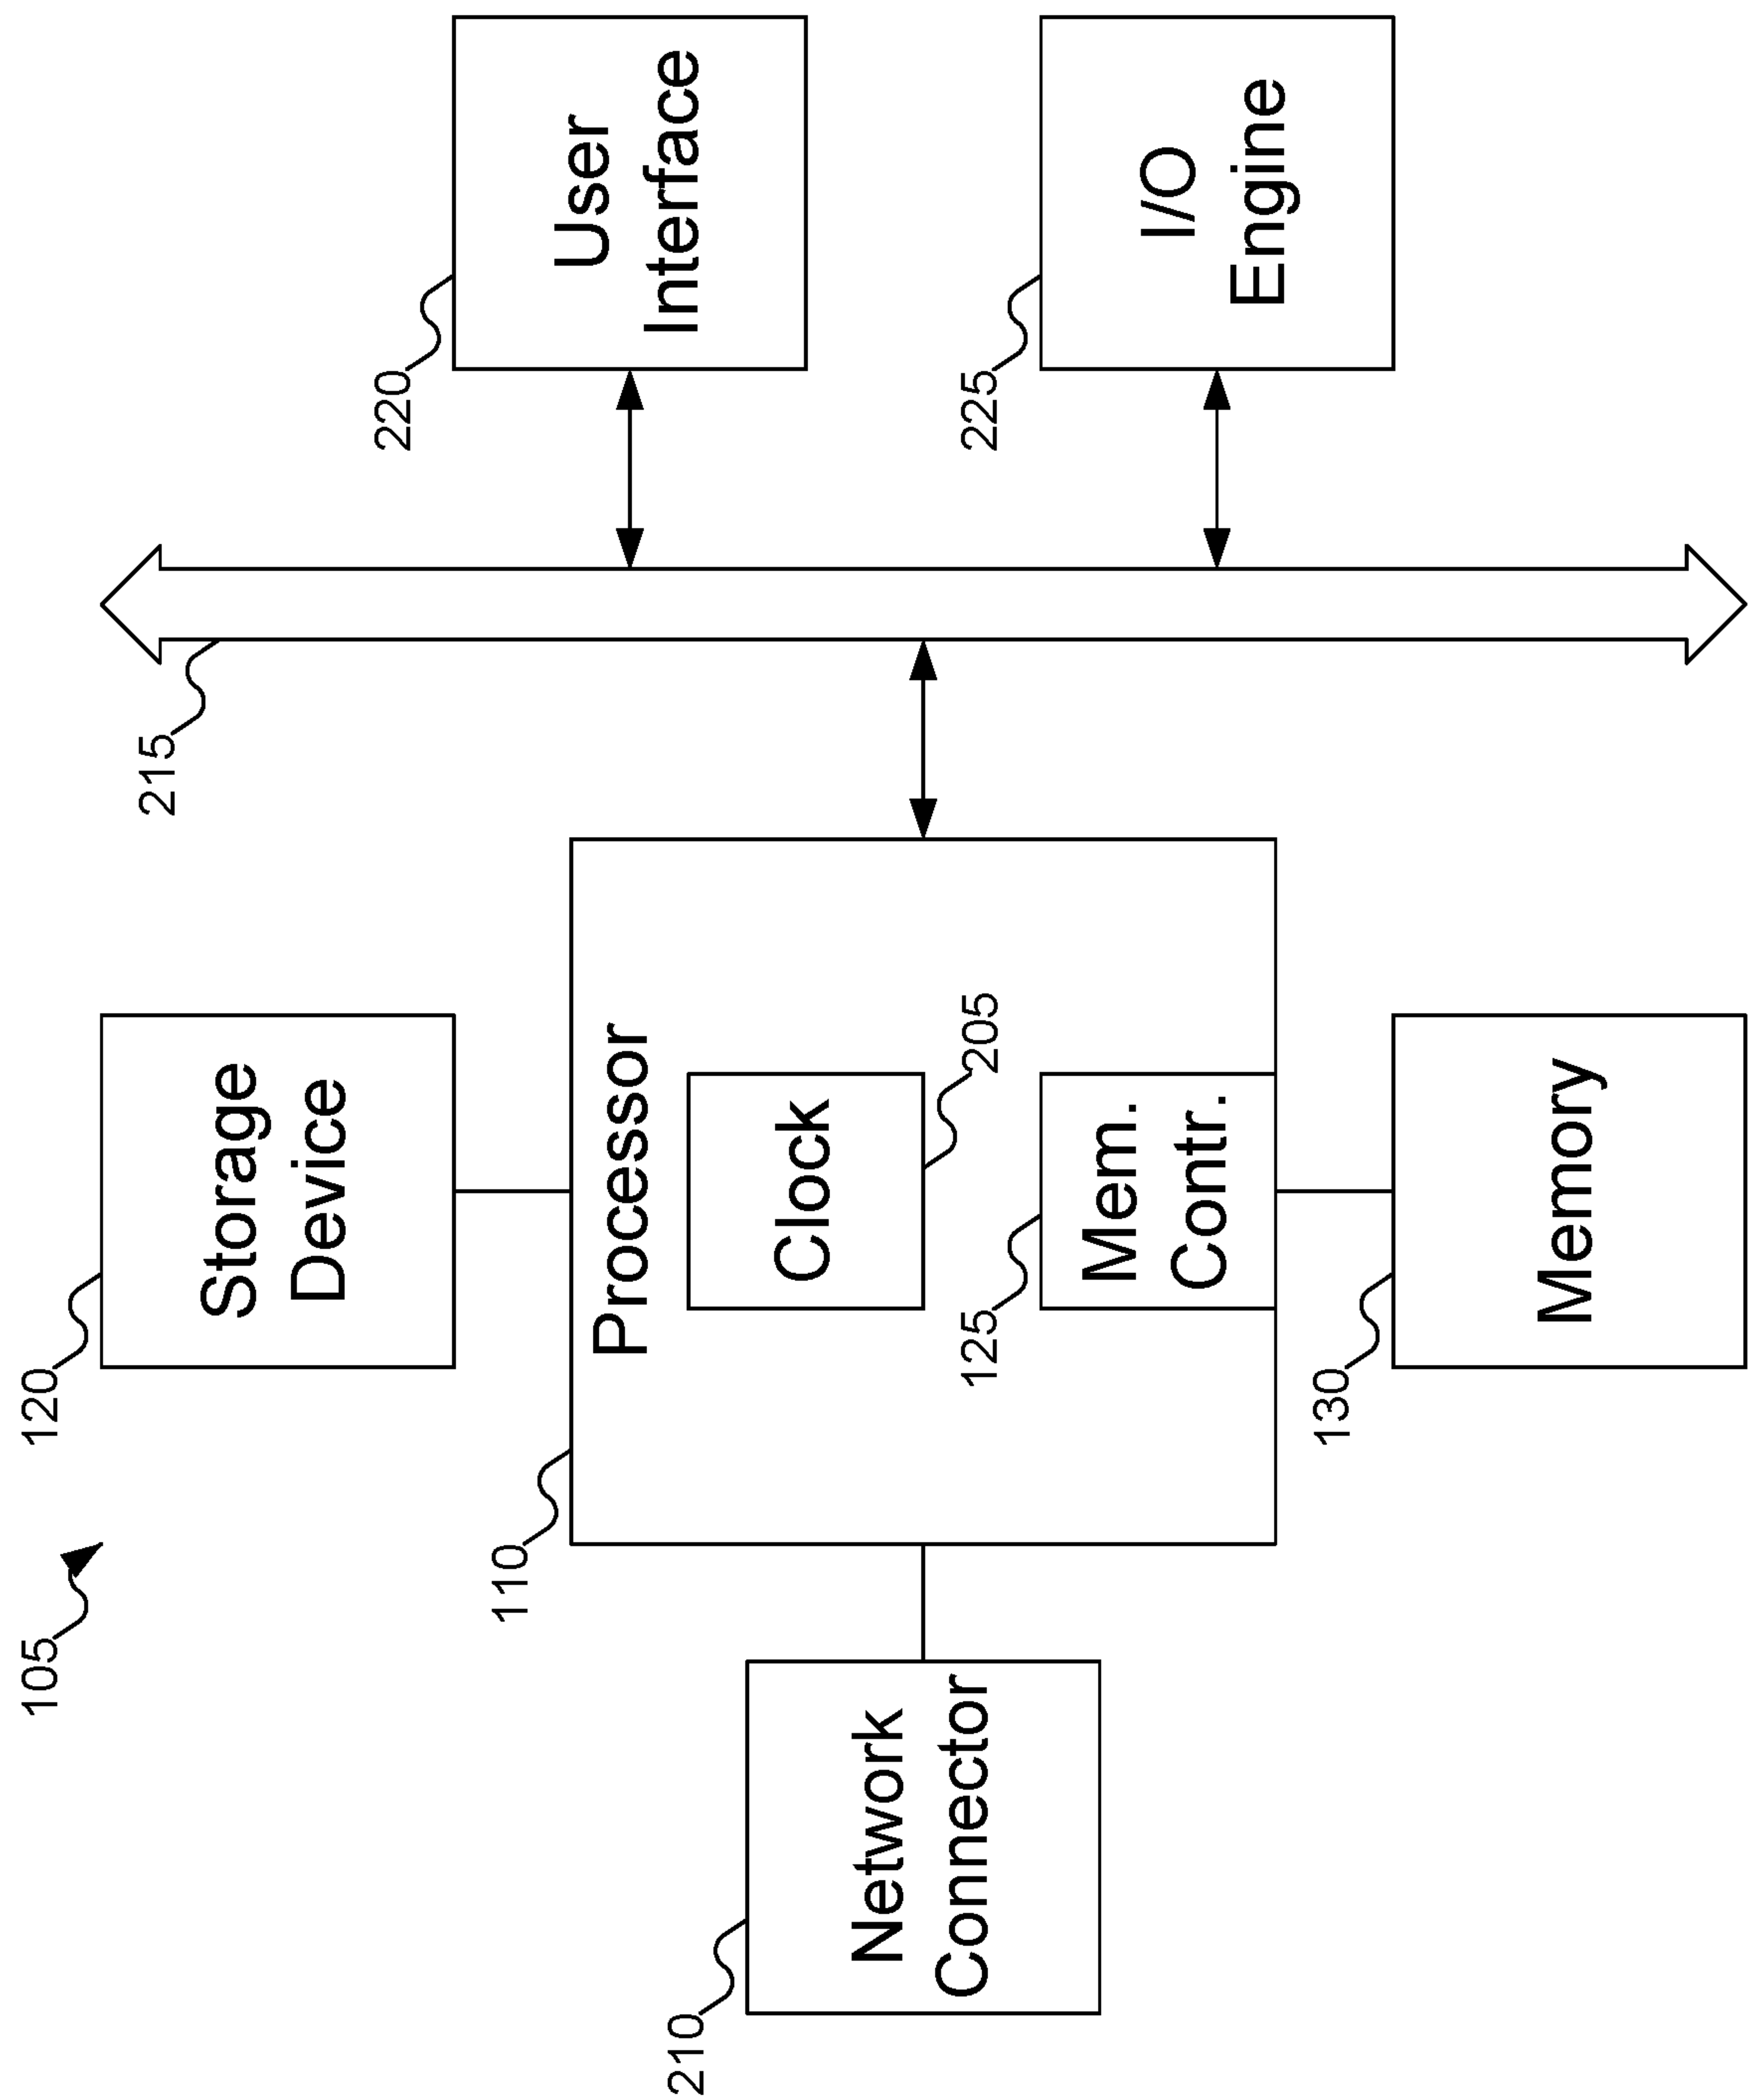 105
120
Storage
Device
110
Processor
215
220
User
Interface
210
Network
Connector
Clock
205
125
Mem.
Contr.
225
I/O
Engine
130
Memory